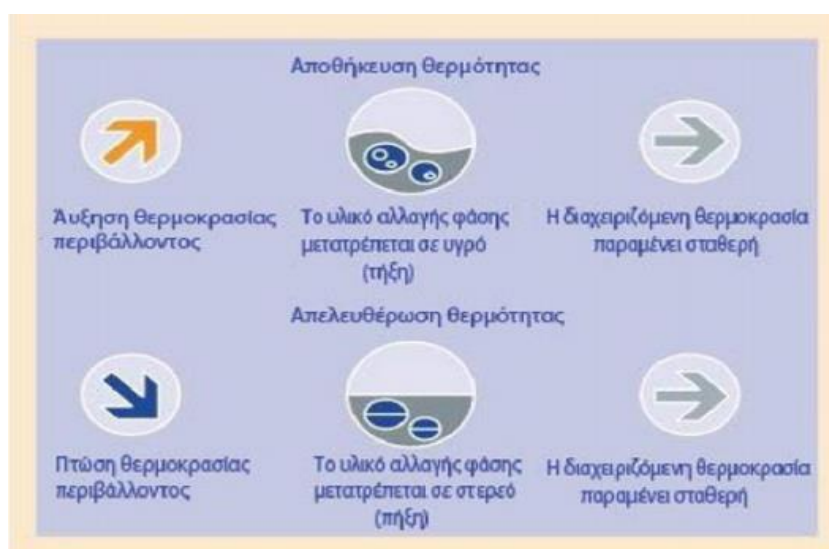 Αποθήκευση θερμότητας
Άυξηση θερμοκρασίας
περιβάλλοντος
Το υλικό αλλαγής φάσης
μετατρέπεται σε υγρό
(τήξη)
Η διαχειριζόμενη θερμοκρασία
παραμένει σταθερή
Απελευθέρωση θερμότητας
Πτώση θερμοκρασίας
περιβάλλοντος
Το υλικό αλλαγής φάσης
μετατρέπεται σε στερεό
(πήξη)
Η διαχειριζόμενη θερμοκρασία
παραμένει σταθερή